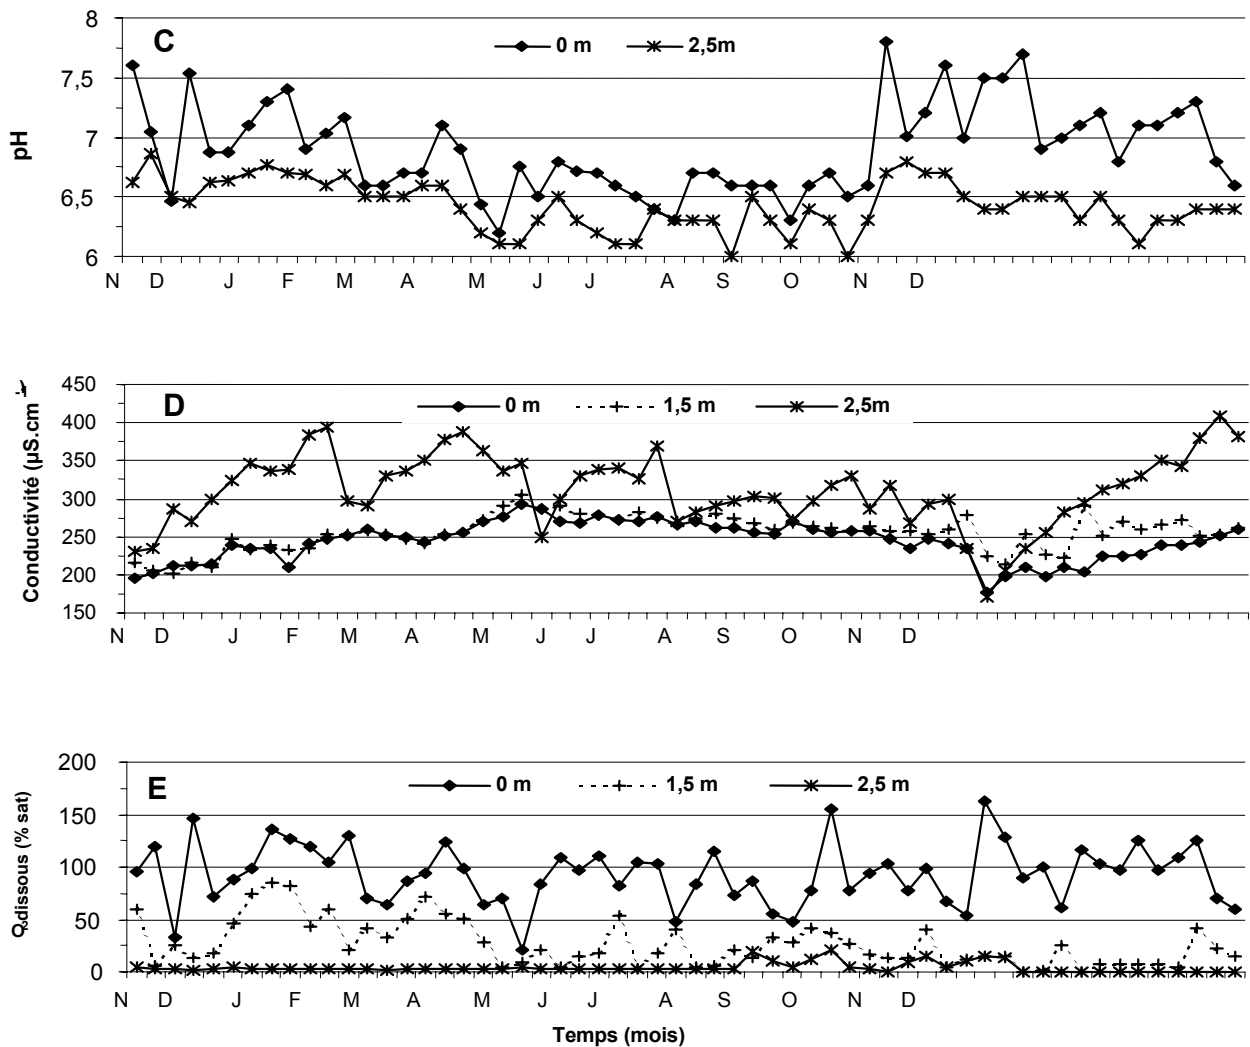 C
0 m 2,5m
pH
8
7,5
7
6,5
6
N D J F M A M J J A S O N D
D
0 m 1,5 m 2,5m
Conductivité (µS.cm
450
400
350
300
250
200
150
N D J F M A M J J A S O N D
E
0 m 1,5 m 2,5 m
dissous (% sat)
200
150
100
50
0
N D J F M A M J J A S O N D
Temps (mois)